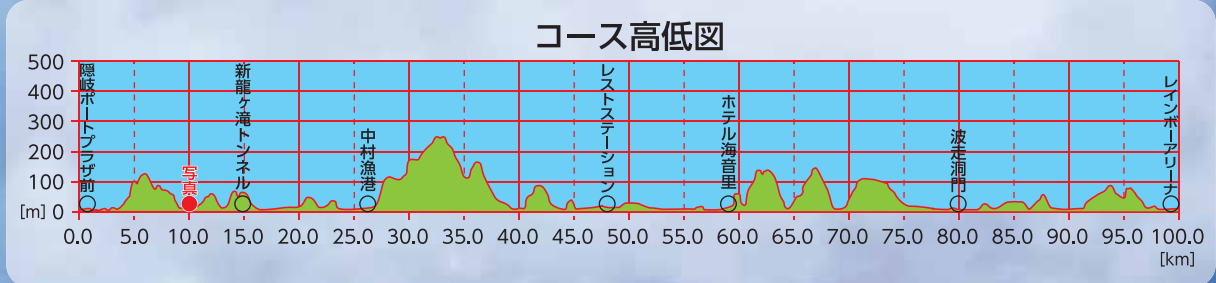 コース高低図
500
400
300
200
100
[m] 0
隠岐ポートプラザ前
写真
新龍ヶ滝トンネル
中村漁港
レストステーション
ホテル海音里
波走洞門
レインボーアリーナ
0.0 5.0 10.0 15.0 20.0 25.0 30.0 35.0 40.0 45.0 50.0 55.0 60.0 65.0 70.0 75.0 80.0 85.0 90.0 95.0 100.0
[km]